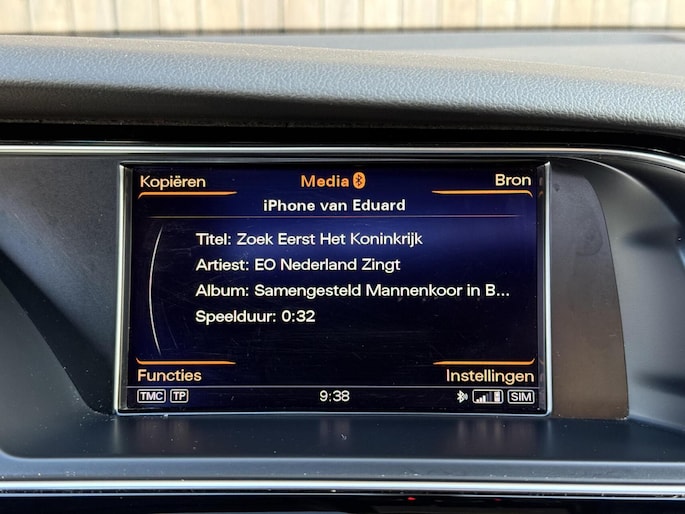 Kopiëren Media Bron
iPhone van Eduard
Titel: Zoek Eerst Het Koninkrijk
Artiest: EO Nederland Zingt
Album: Samengesteld Mannenkoor in B...
Speelduur: 0:32
Functies Instellingen
TMC TP 9:38 SIM